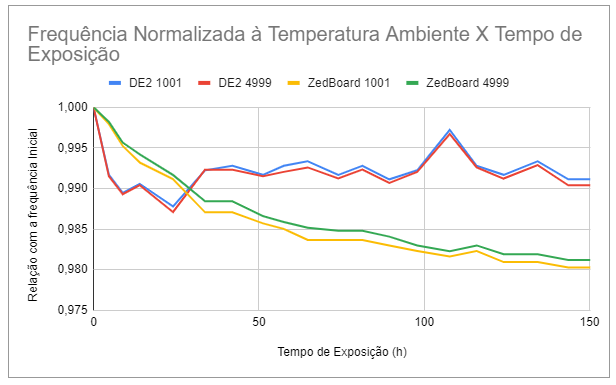 Frequência Normalizada à Temperatura Ambiente X Tempo de
Exposição
DE2 1001 DE2 4999 ZedBoard 1001 ZedBoard 4999
Relação com a frequência Inicial
1,000
0,995
0,990
0,985
0,980
0,975
0 50 100 150
Tempo de Exposição (h)